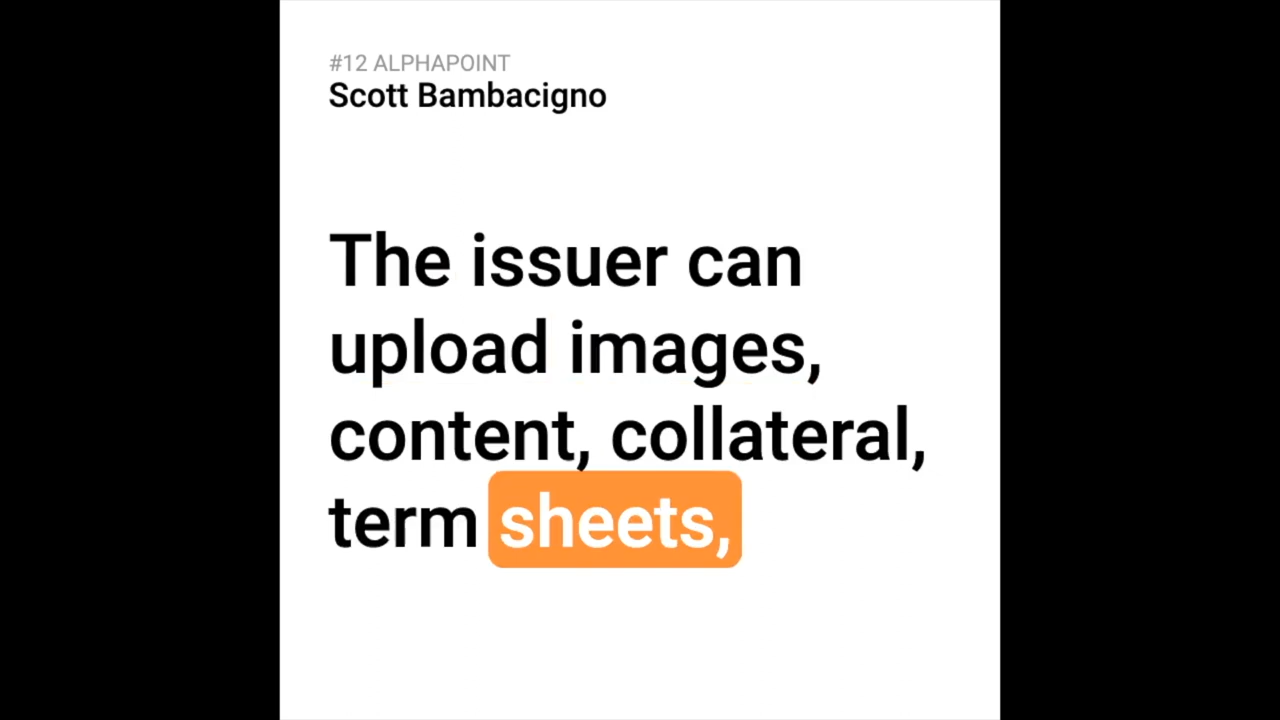 #12 ALPHAPOINT
Scott Bambacigno
The issuer can
upload images,
content, collateral,
term sheets,